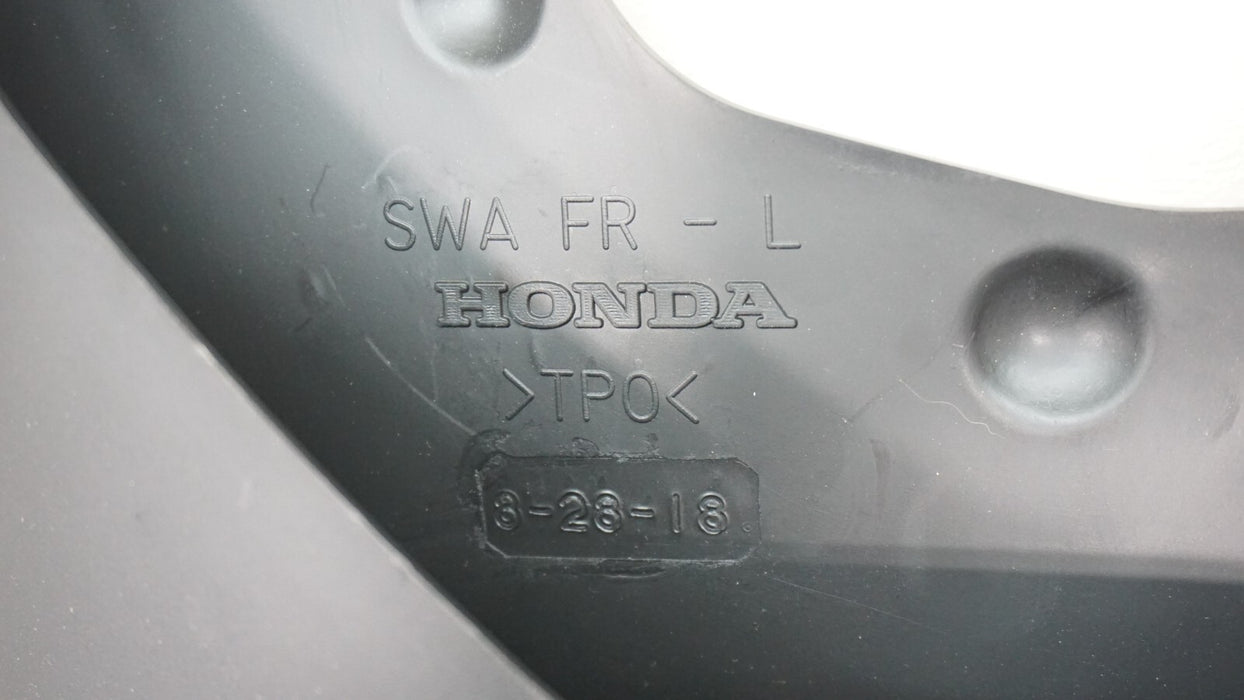 SWA FR - L
HONDA
>TPO<
8-28-18